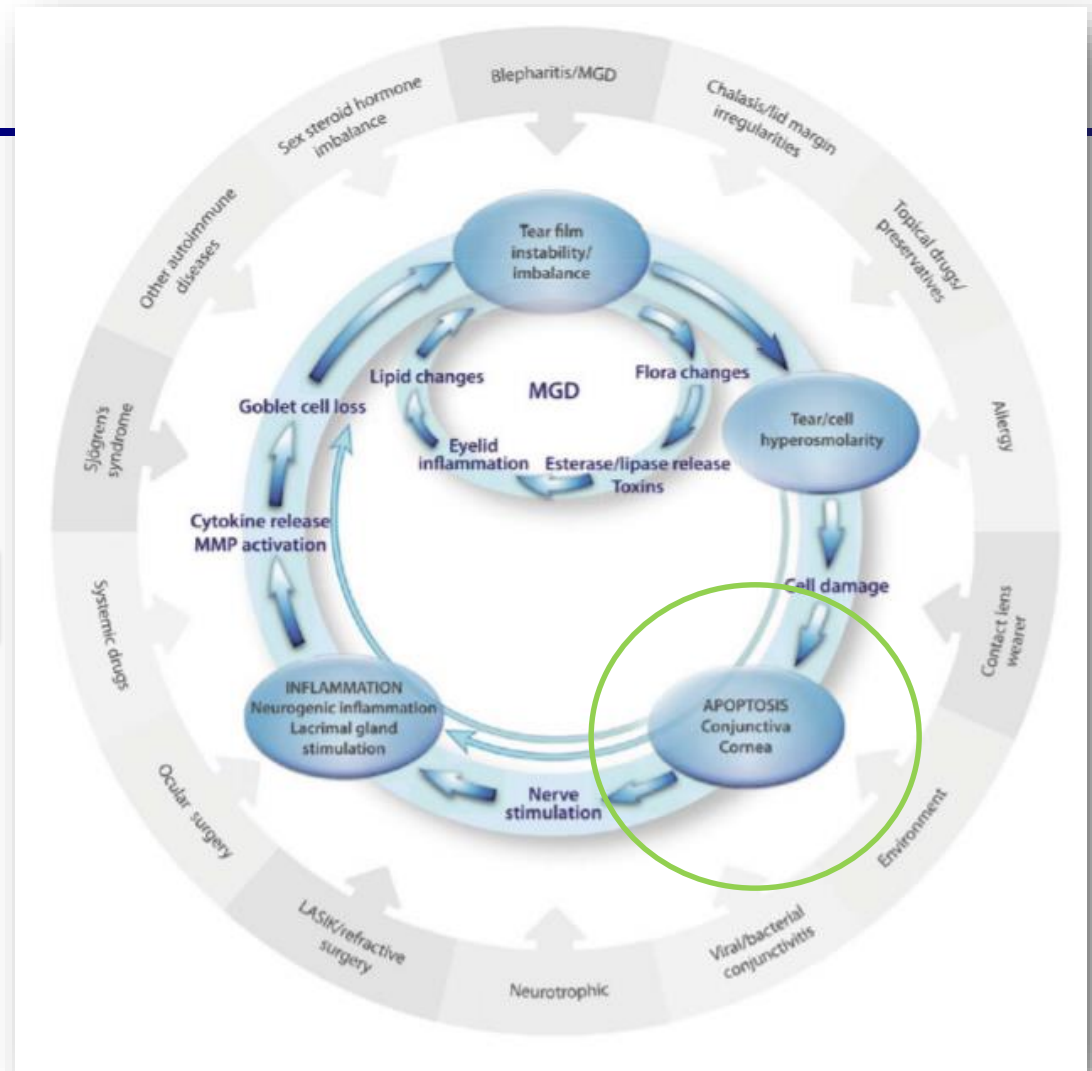 Blepharitis/MGD
Chalasis/lid margin
irregularities
Topical drugs/
preservatives
Allergy
Contact lens
wearer
Environment
Viral/bacterial
conjunctivitis
Neurotrophic
LASIK/refractive
surgery
Ocular surgery
Systemic drugs
Sjögren's
syndrome
Other autoimmune
diseases
Sex steroid hormone
imbalance
Tear film
instability/
imbalance
Tear/cell
hyperosmolarity
Cell damage
APOPTOSIS
Conjunctiva
Cornea
Nerve
stimulation
INFLAMMATION
Neurogenic inflammation
Lacrimal gland
stimulation
Cytokine release
MMP activation
Goblet cell loss
MGD
Flora changes
Esterase/lipase release
Toxins
Eyelid
inflammation
Lipid changes